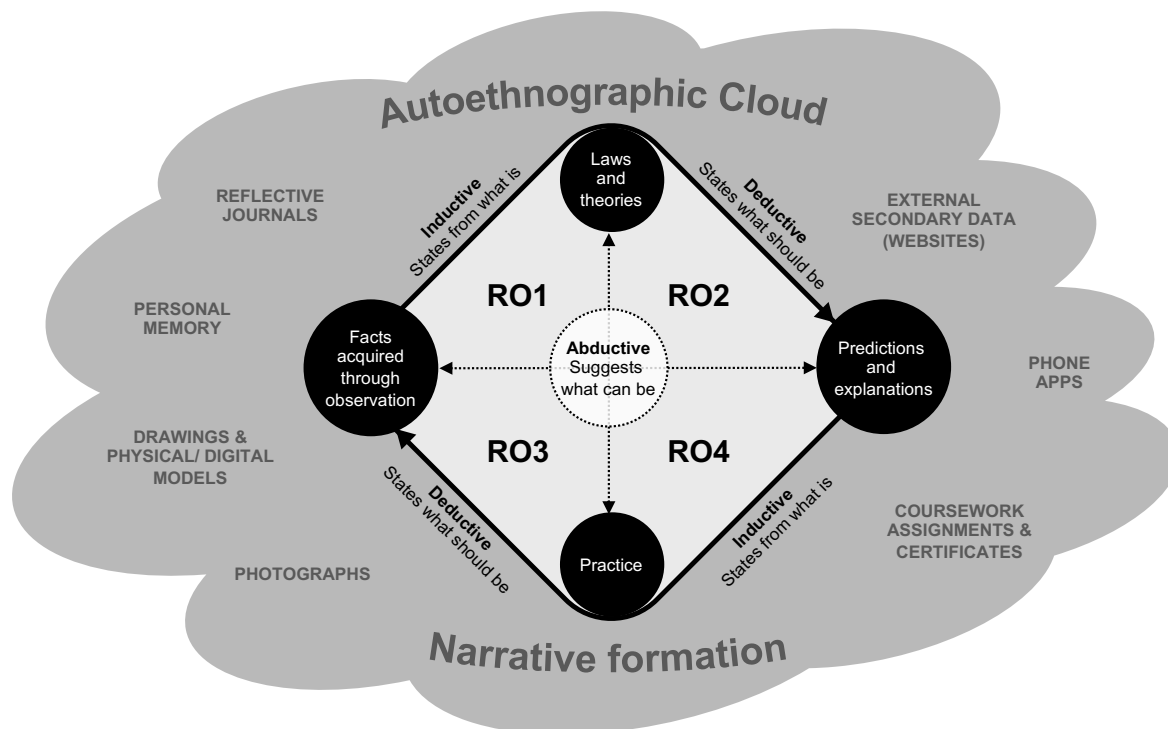 Autoethnographic Cloud
Laws
and
theories
Inductive
States from what is
Deductive
States what should be
REFLECTIVE
JOURNALS
EXTERNAL
SECONDARY DATA
(WEBSITES)
RO1
RO2
PERSONAL
MEMORY
Facts
acquired
through
observation
Abductive
Suggests
what can be
Predictions
and
explanations
PHONE
APPS
DRAWINGS &
PHYSICAL/ DIGITAL
MODELS
RO3
RO4
Deductive
States what should be
Inductive
States from what is
COURSEWORK
ASSIGNMENTS &
CERTIFICATES
PHOTOGRAPHS
Practice
Narrative formation